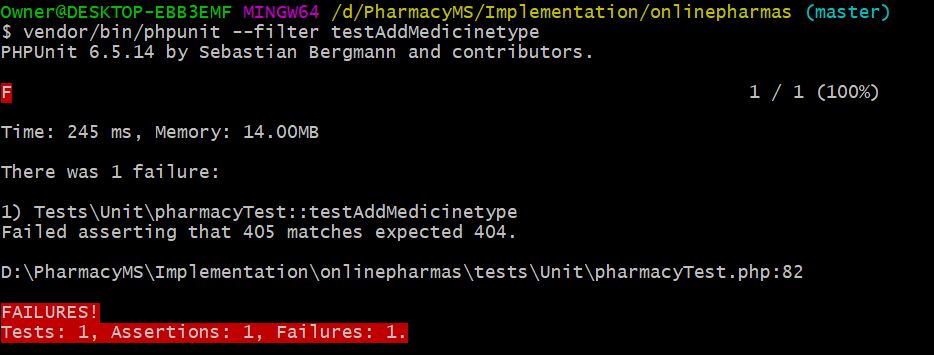 Owner@DESKTOP-EBB3EMF MINGW64 /d/PharmacyMS/Implementation/onlinepharmas (master)
$ vendor/bin/phpunit --filter testAddMedicinetype
PHPUnit 6.5.14 by Sebastian Bergmann and contributors.
F 1 / 1 (100%)
Time: 245 ms, Memory: 14.00MB
There was 1 failure:
1) Tests\Unit\pharmacyTest::testAddMedicinetype
Failed asserting that 405 matches expected 404.
D:\PharmacyMS\Implementation\onlinepharmas\tests\Unit\pharmacyTest.php:82
FAILURES!
Tests: 1, Assertions: 1, Failures: 1.